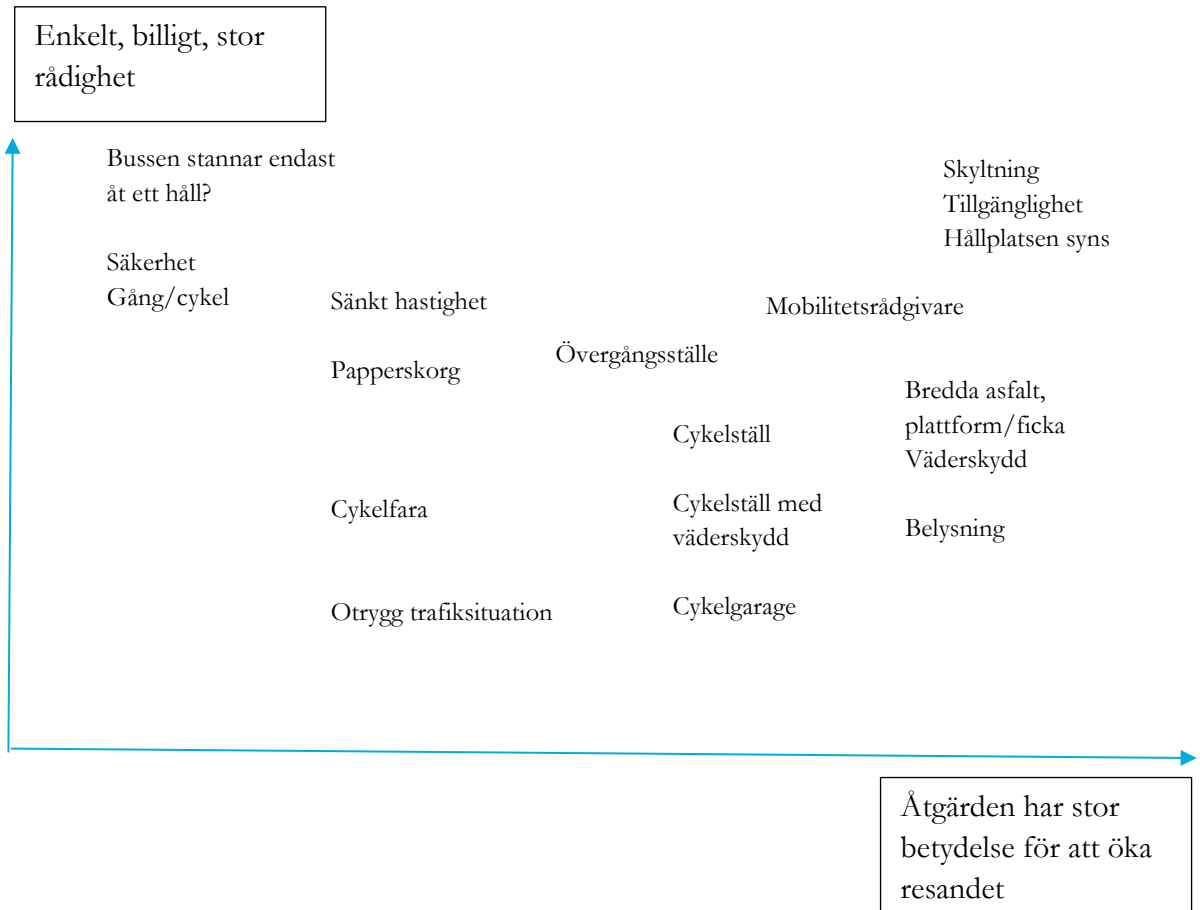 Enkelt, billigt, stor
rådighet
Bussen stannar endast
åt ett håll?
Skyltning
Tillgänglighet
Hållplatsen syns
Säkerhet
Gång/cykel
Sänkt hastighet
Mobilitetsrådgivare
Övergångsställe
Papperskorg
Bredda asfalt,
plattform/ficka
Väderskydd
Cykelställ
Cykelfara
Cykelställ med
väderskydd
Belysning
Otrygg trafiksituation
Cykelgarage
Åtgärden har stor
betydelse för att öka
resandet